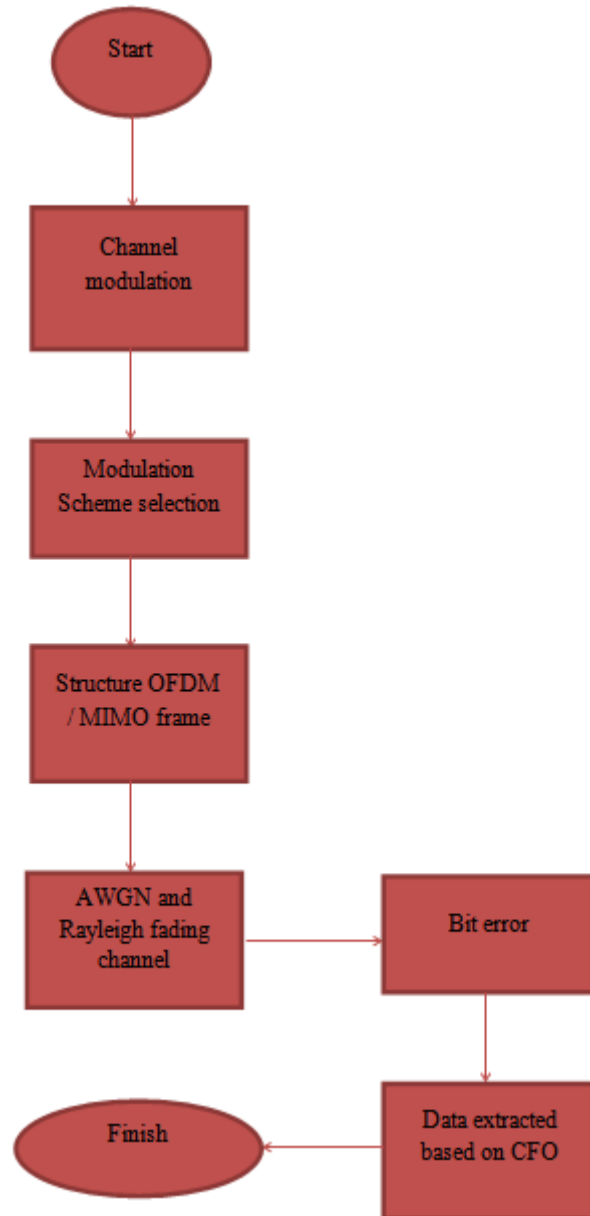 Start
Channel
modulation
Modulation
Scheme selection
Structure OFDM
/ MIMO frame
AWGN and
Rayleigh fading
channel
Bit error
Data extracted
based on CFO
Finish